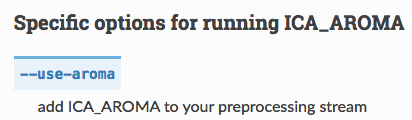 Specific options for running ICA_AROMA
--use-aroma
add ICA_AROMA to your preprocessing stream